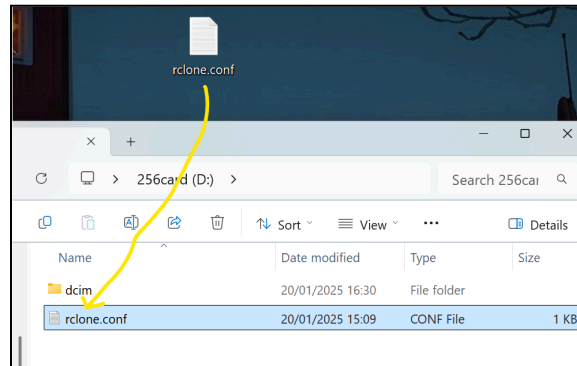 rclone.conf
256card (D:)
Search 256car
Sort
View
Details
Name
Date modified
Type
Size
dcim
20/01/2025 16:30
File folder
rclone.conf
20/01/2025 15:09
CONF File
1 KB